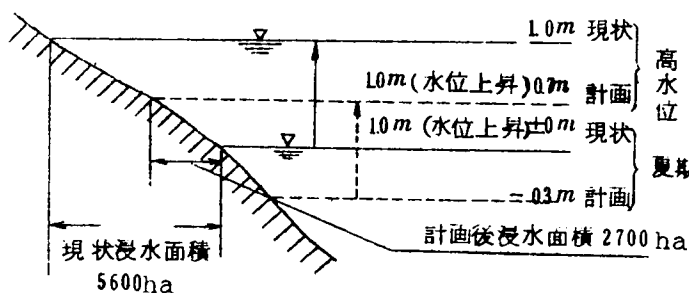 1.0m 現状
1.0m(水位上昇)0.7m 計画
高水位
1.0m(水位上昇)±0m 現状
夏期
-0.3m 計画
計画後浸水面積 2700ha
現状浸水面積
5600ha